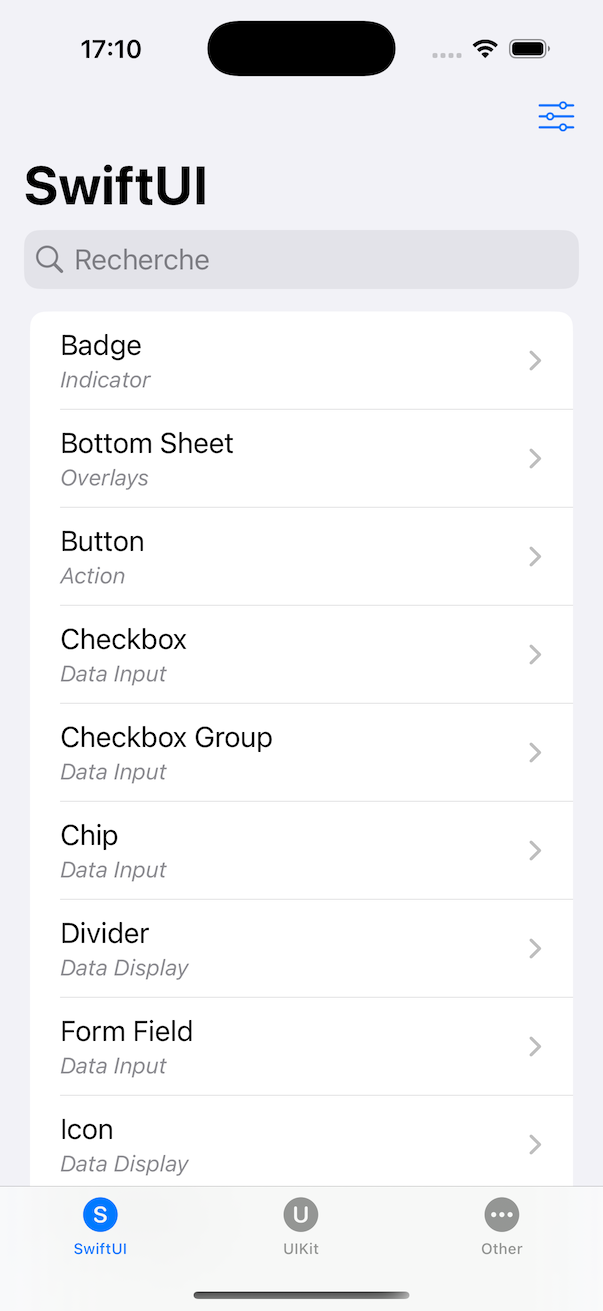 17:10
SwiftUI
Recherche
Badge
Indicator
Bottom Sheet
Overlays
Button
Action
Checkbox
Data Input
Checkbox Group
Data Input
Chip
Data Input
Divider
Data Display
Form Field
Data Input
Icon
Data Display
S
U
SwiftUI
UIKit
Other